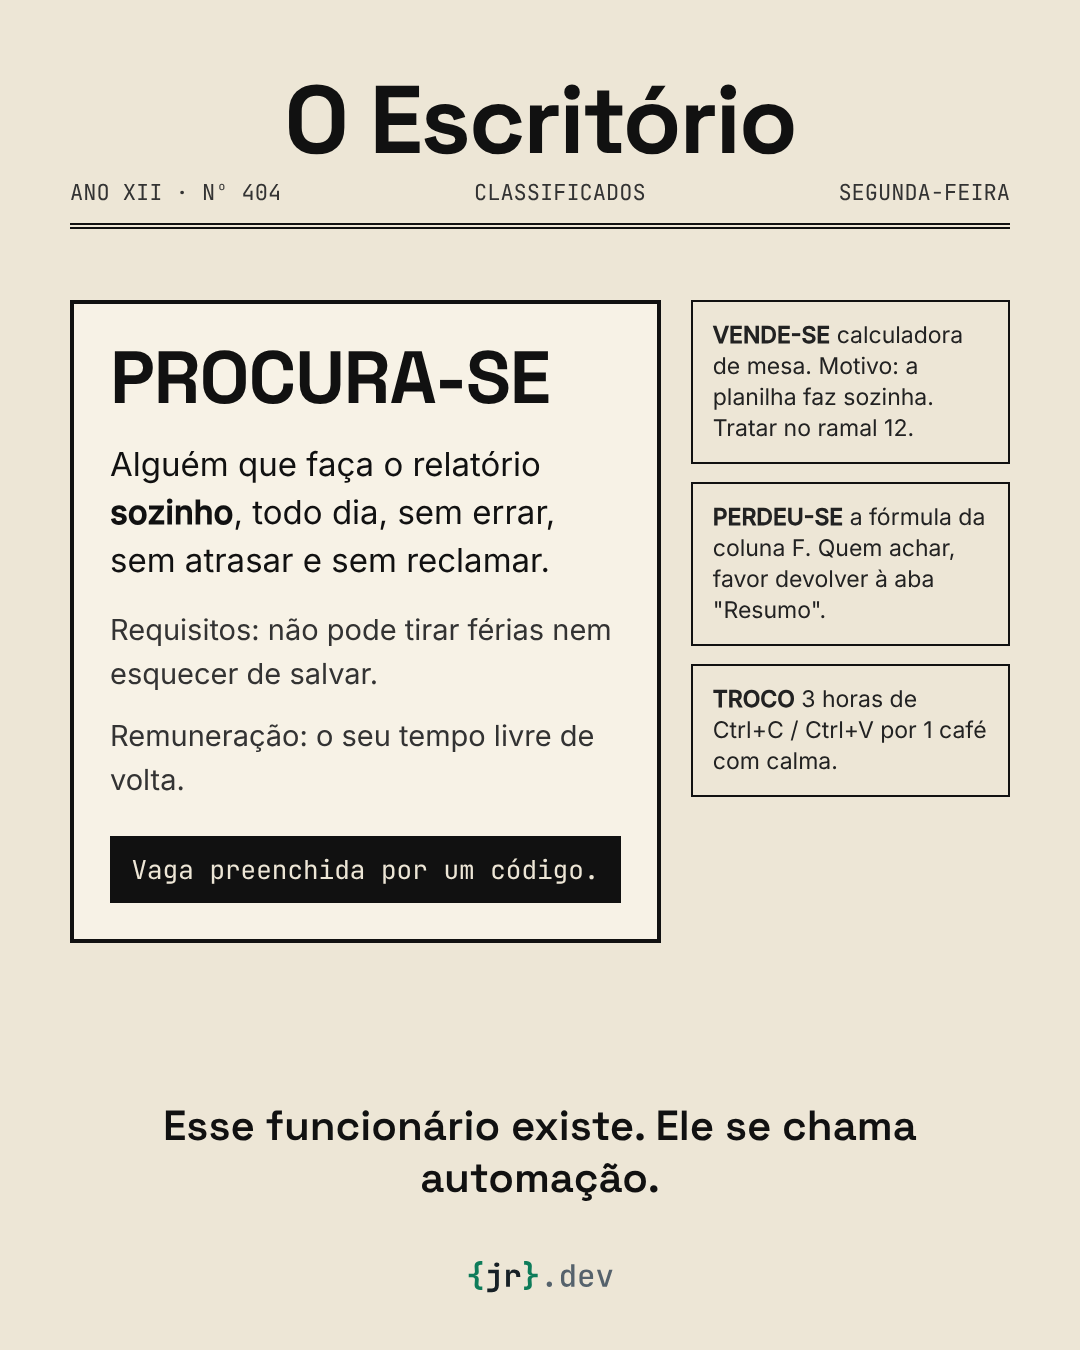 O Escritório
ANO XII · Nº 404
CLASSIFICADOS
SEGUNDA-FEIRA
PROCURA-SE
Alguém que faça o relatório
sozinho, todo dia, sem errar,
sem atrasar e sem reclamar.
Requisitos: não pode tirar férias nem
esquecer de salvar.
Remuneração: o seu tempo livre de
volta.
Vaga preenchida por um código.
VENDE-SE calculadora
de mesa. Motivo: a
planilha faz sozinha.
Tratar no ramal 12.
PERDEU-SE a fórmula da
coluna F. Quem achar,
favor devolver à aba
"Resumo".
TROCO 3 horas de
Ctrl+C / Ctrl+V por 1 café
com calma.
Esse funcionário existe. Ele se chama
automação.
{jr}.dev